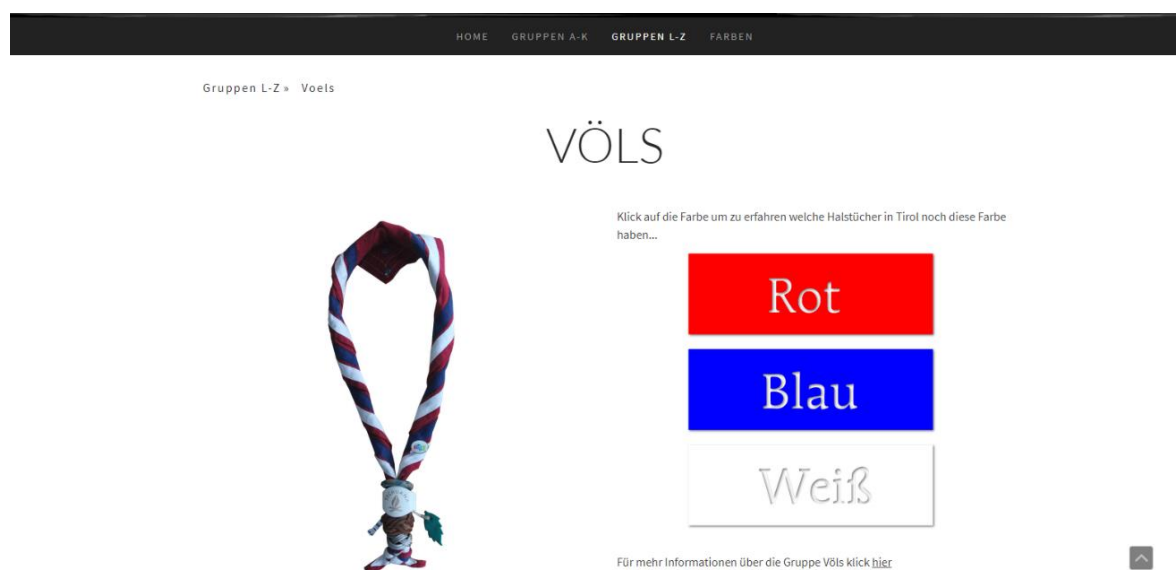 HOME GRUPPEN A-K GRUPPEN L-Z FARBEN
Gruppen L-Z » Voels
VÖLS
Klick auf die Farbe um zu erfahren welche Halstücher in Tirol noch diese Farbe
haben...
Rot
Blau
Weiß
Für mehr Informationen über die Gruppe Völs klick hier